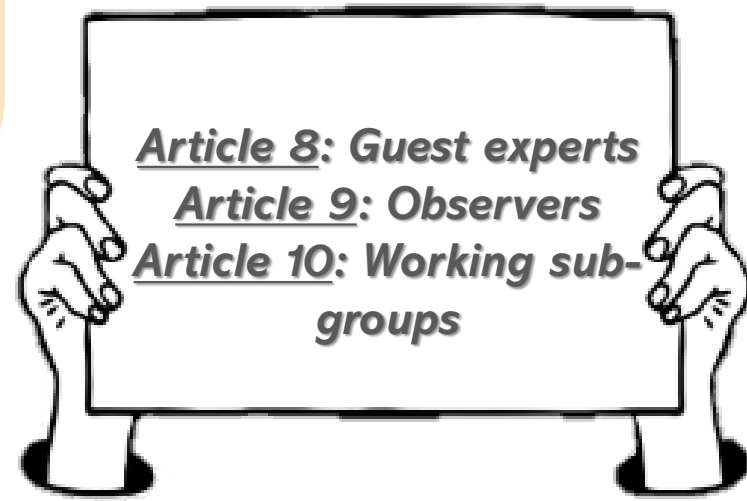 Article 8: Guest experts
Article 9: Observers
Article 10: Working sub-
groups